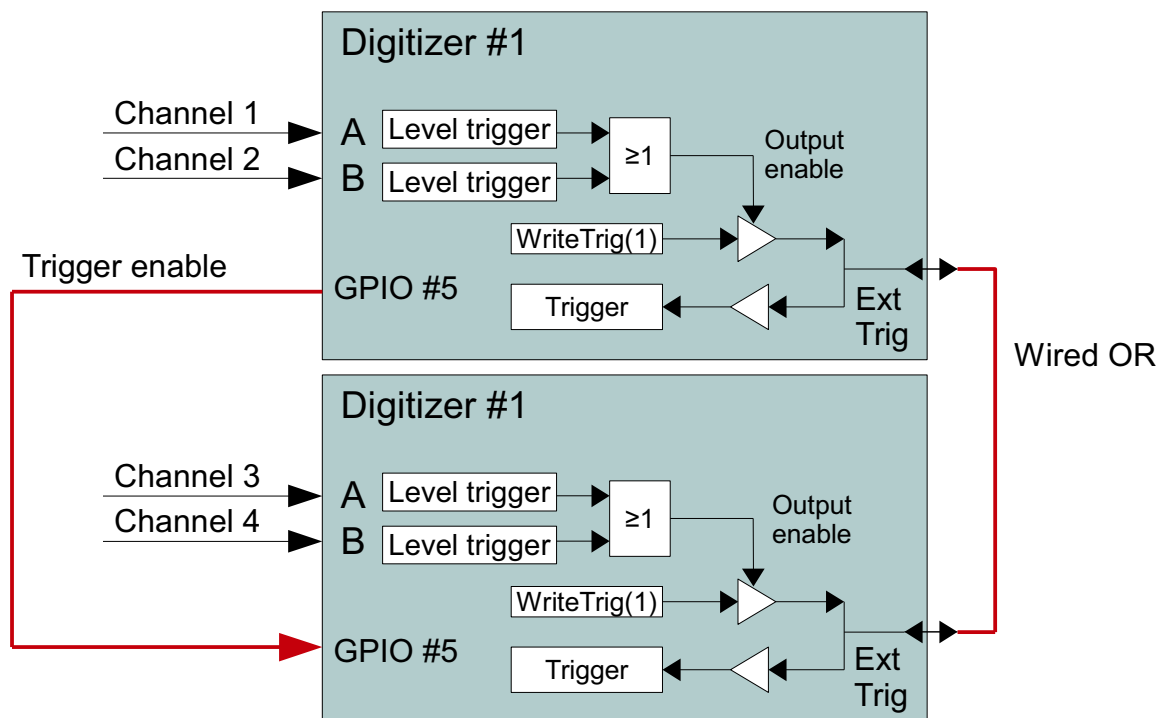 Digitizer #1
Channel 1
A
Level trigger
Channel 2
B
Level trigger
≥1
Output
enable
WriteTrig(1)
Trigger enable
GPIO #5
Trigger
Ext
Trig
Wired OR
Digitizer #1
Channel 3
A
Level trigger
Channel 4
B
Level trigger
≥1
Output
enable
WriteTrig(1)
GPIO #5
Trigger
Ext
Trig